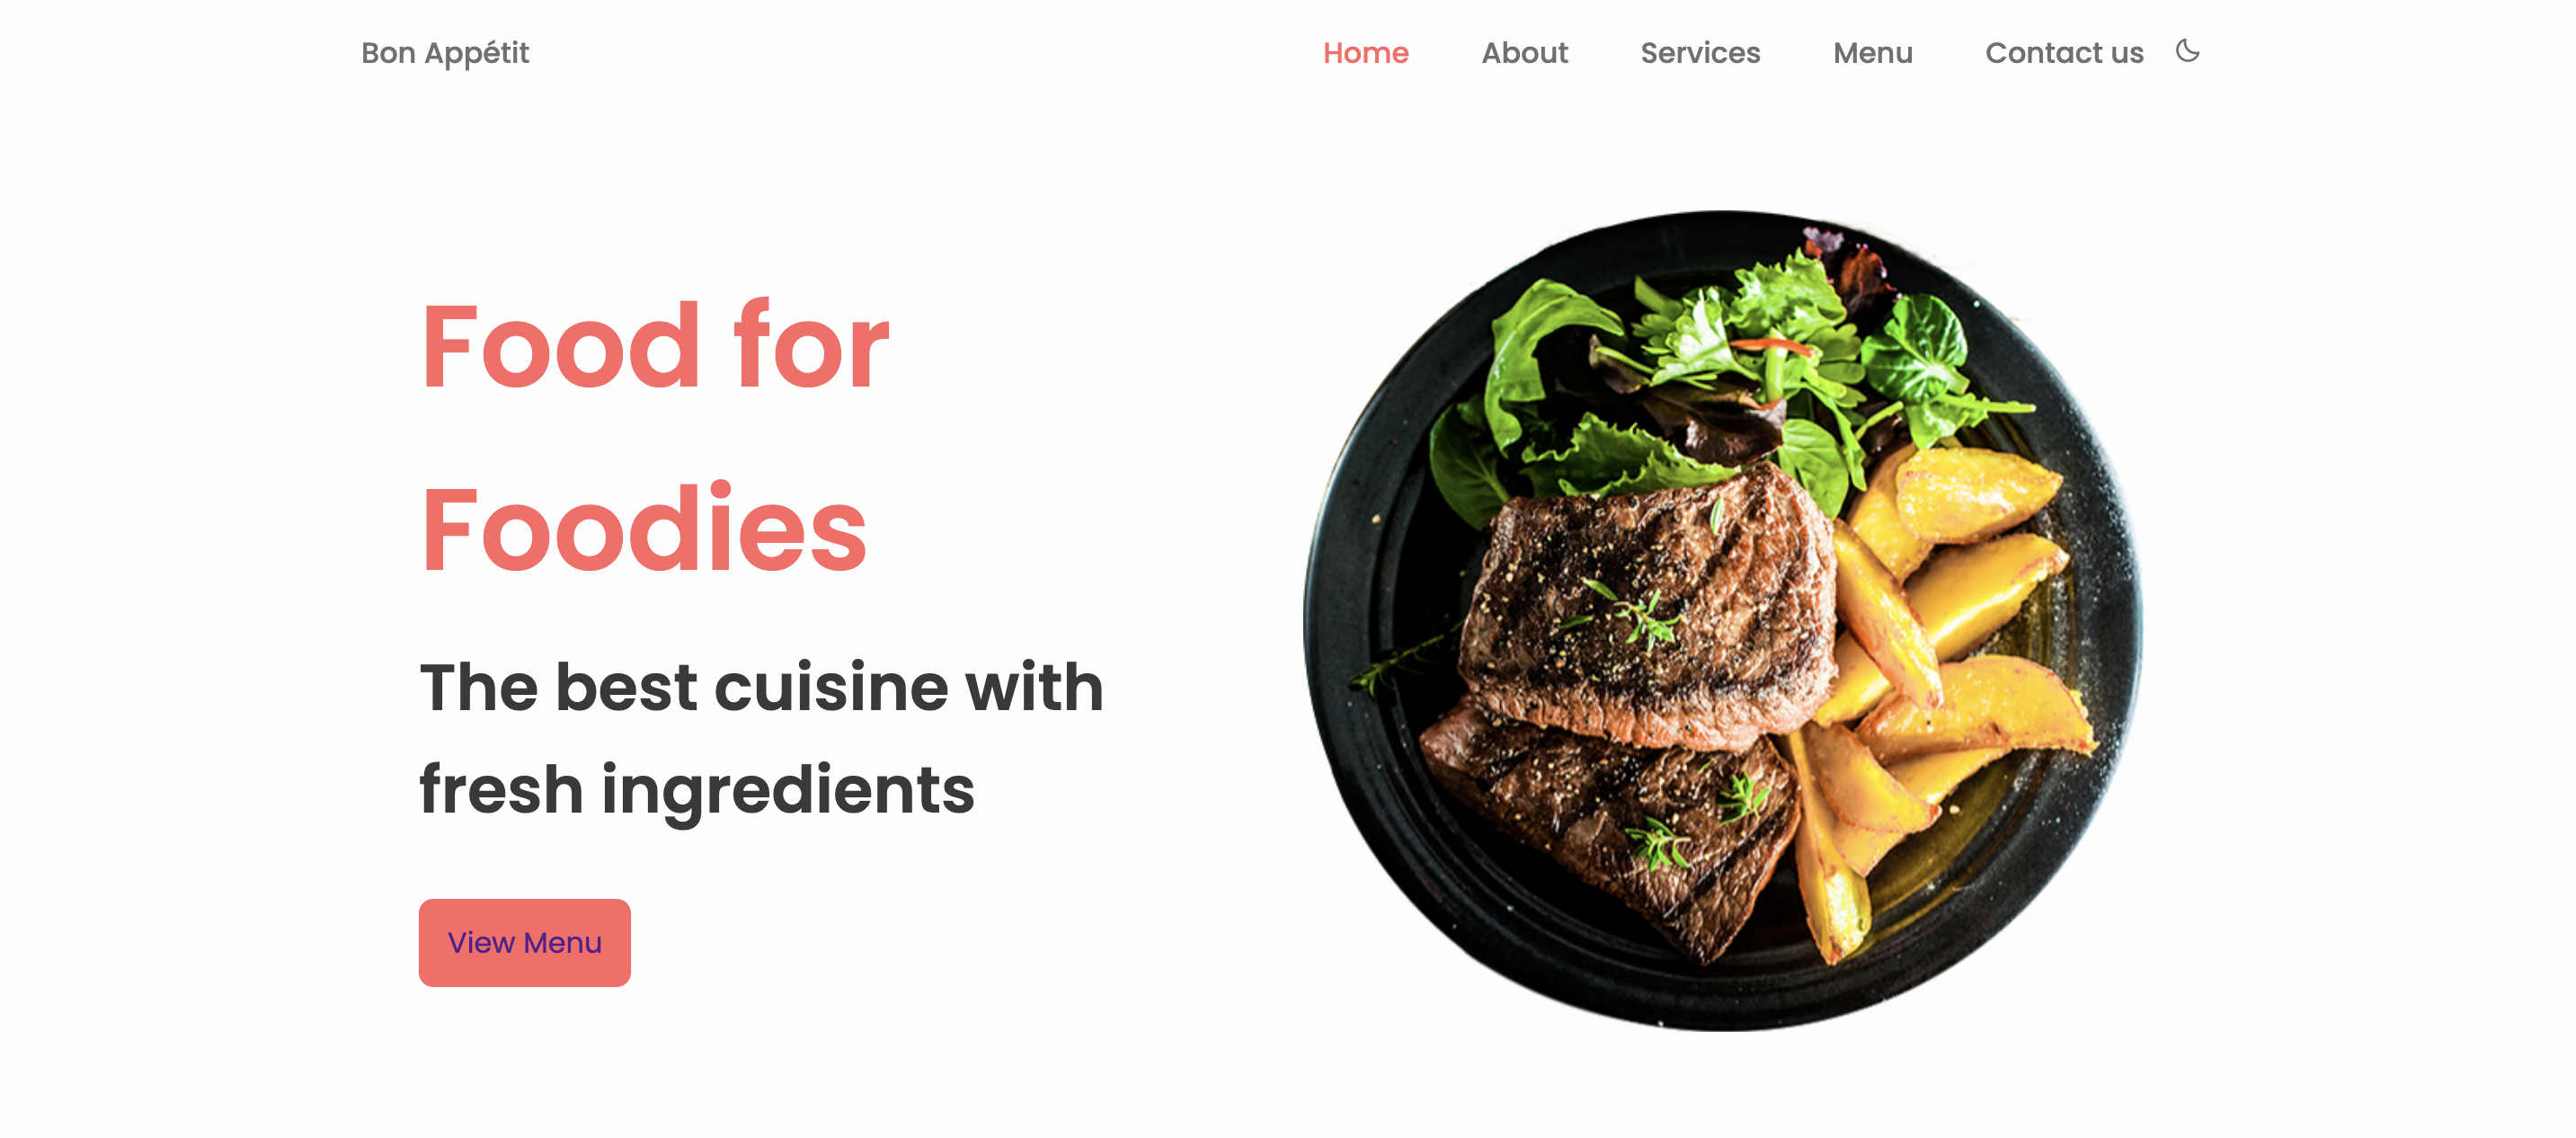 Bon Appétit
Home About Services Menu Contact us
Food for
Foodies
The best cuisine with
fresh ingredients
View Menu